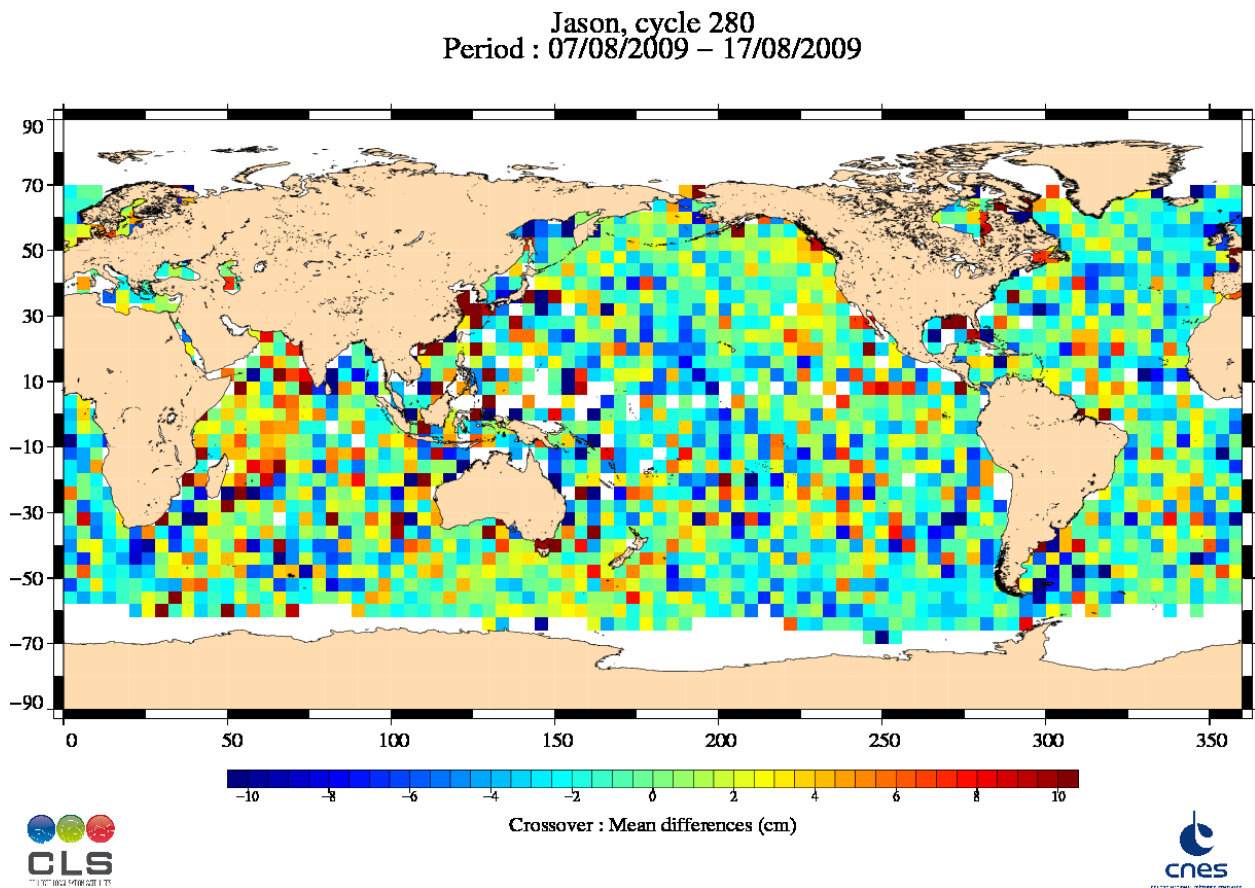 Jason, cycle 280
Period : 07/08/2009 − 17/08/2009
90
70
50
30
10
−10
−30
−50
−70
−90
0 50 100 150 200 250 300 350
−10 −8 −6 −4 −2 0 2 4 6 8 10
Crossover : Mean differences (cm)
CLS
cnes